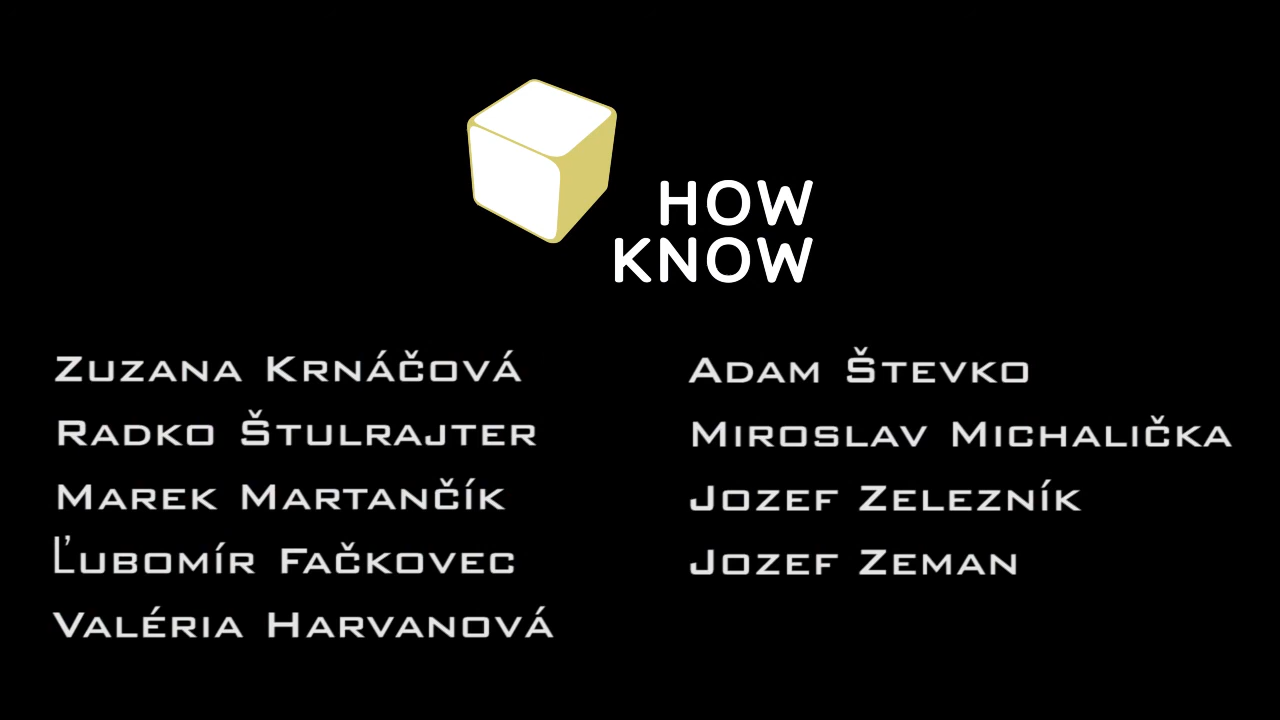 HOW
KNOW
Zuzana Krnáčová
Radko Štulrajter
Marek Martančík
Ľubomír Fačkovec
Valéria Harvanová
Adam Števko
Miroslav Michalička
Jozef Zelezník
Jozef Zeman